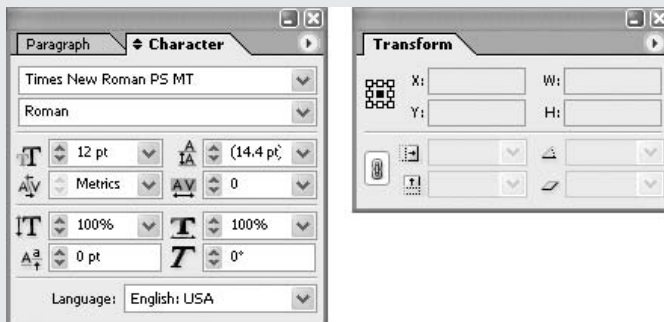 Paragraph Character
Times New Roman PS MT
Roman
12 pt (14.4 pt)
Metrics 0
100% 100%
0 pt 0°
Language: English: USA
Transform
X: W:
Y: H: